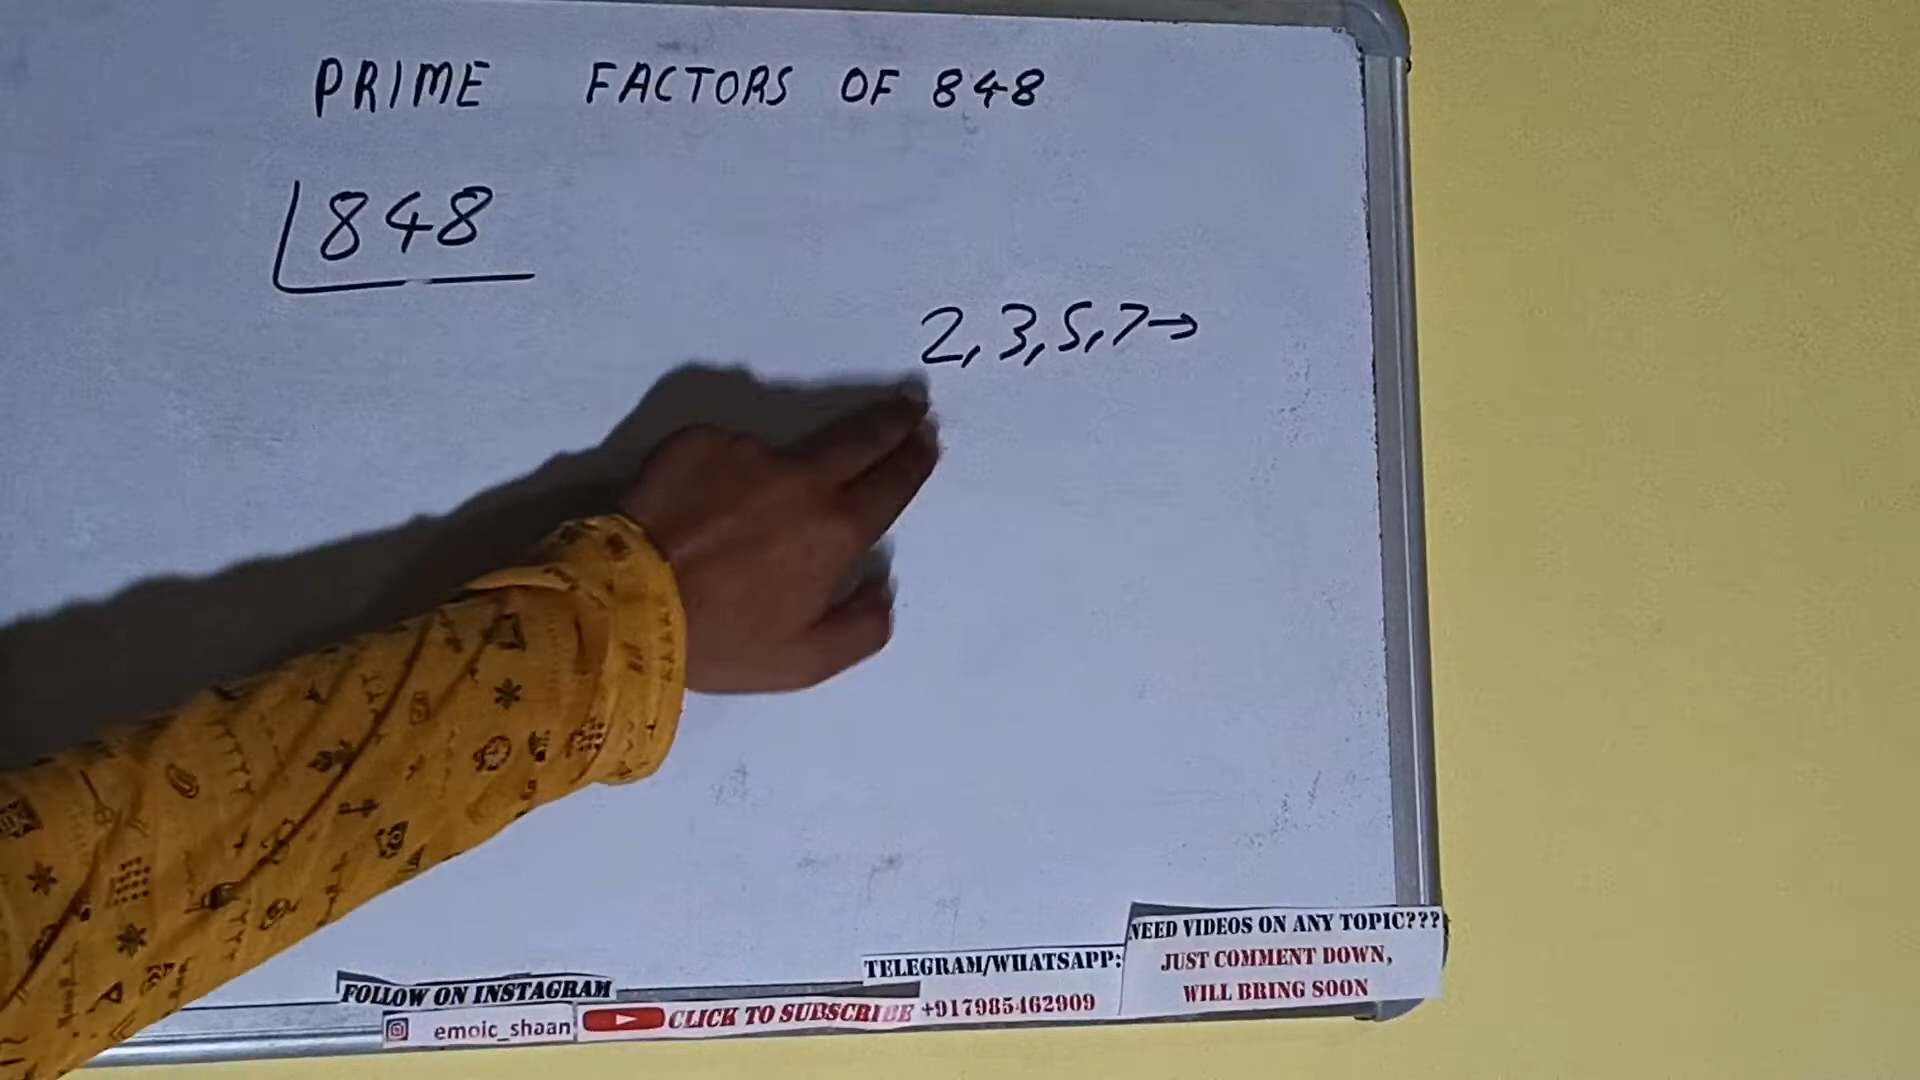 PRIME FACTORS OF 848
848
2,3,5,7→
NEED VIDEOS ON ANY TOPIC???
JUST COMMENT DOWN,
WILL BRING SOON
TELEGRAM/WHATSAPP:
+917985462909
FOLLOW ON INSTAGRAM
emoic_shaan
CLICK TO SUBSCRIBE